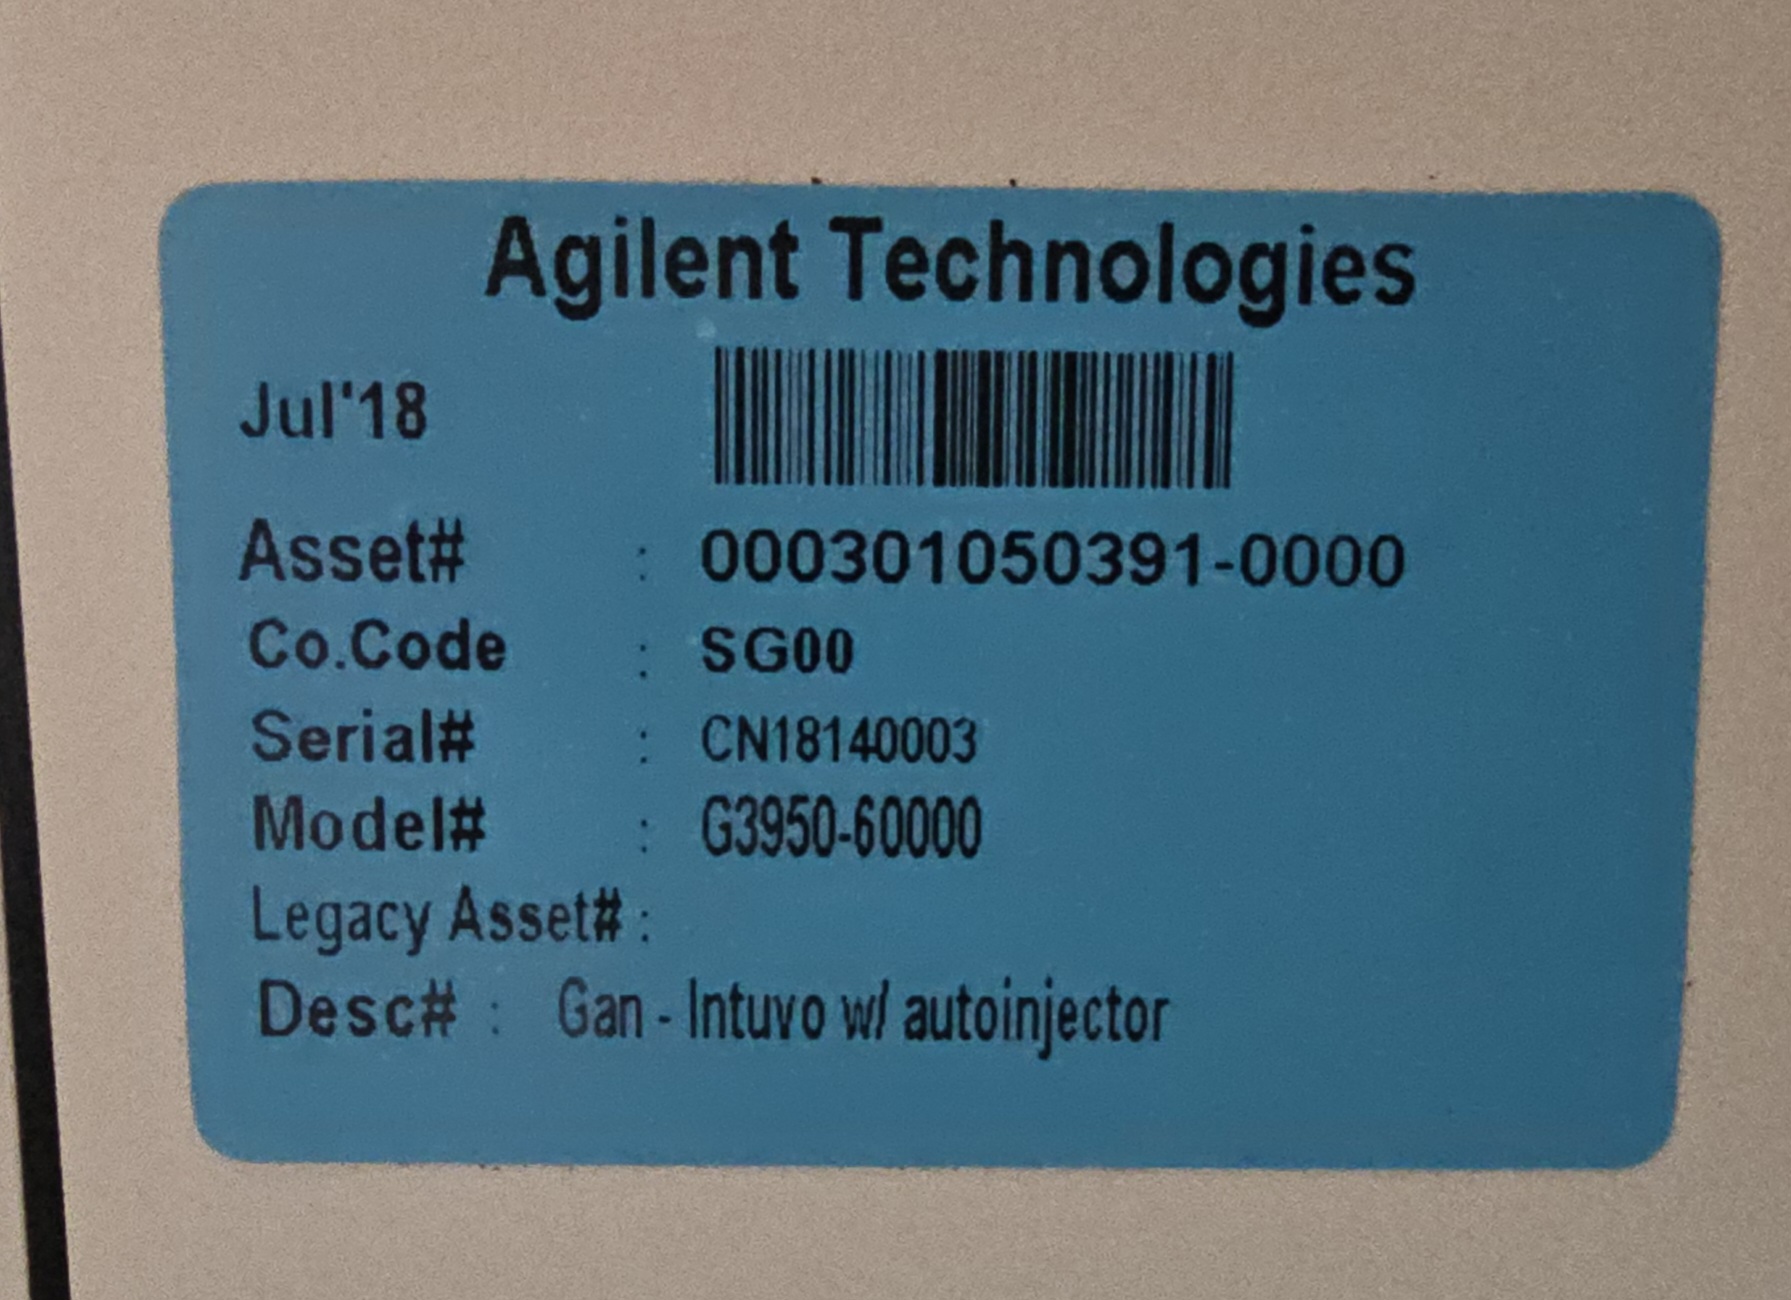 Agilent Technologies
Jul'18
Asset# : 000301050391-0000
Co.Code : SG00
Serial# : CN18140003
Model# : G3950-60000
Legacy Asset# :
Desc# : Gan - Intuvo w/ autoinjector